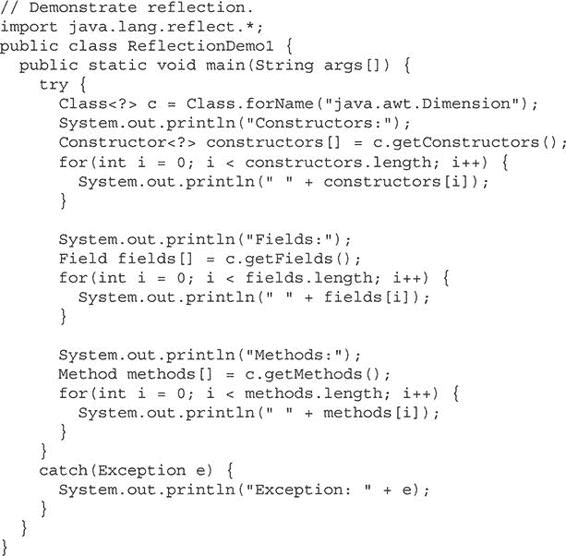 // Demonstrate reflection.
import java.lang.reflect.*;
public class ReflectionDemo1 {
  public static void main(String args[]) {
    try {
      Class<?> c = Class.forName("java.awt.Dimension");
      System.out.println("Constructors:");
      Constructor<?> constructors[] = c.getConstructors();
      for(int i = 0; i < constructors.length; i++) {
        System.out.println(" " + constructors[i]);
      }

      System.out.println("Fields:");
      Field fields[] = c.getFields();
      for(int i = 0; i < fields.length; i++) {
        System.out.println(" " + fields[i]);
      }

      System.out.println("Methods:");
      Method methods[] = c.getMethods();
      for(int i = 0; i < methods.length; i++) {
        System.out.println(" " + methods[i]);
      }
    }
    catch(Exception e) {
      System.out.println("Exception: " + e);
    }
  }
}